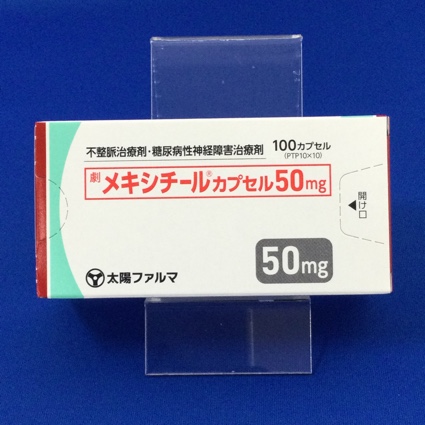 不整脈治療剤・糖尿病性神経障害治療剤 100カプセル
(PTP10×10)
劇 メキシチール®カプセル50mg
開け口
50mg
太陽ファルマ